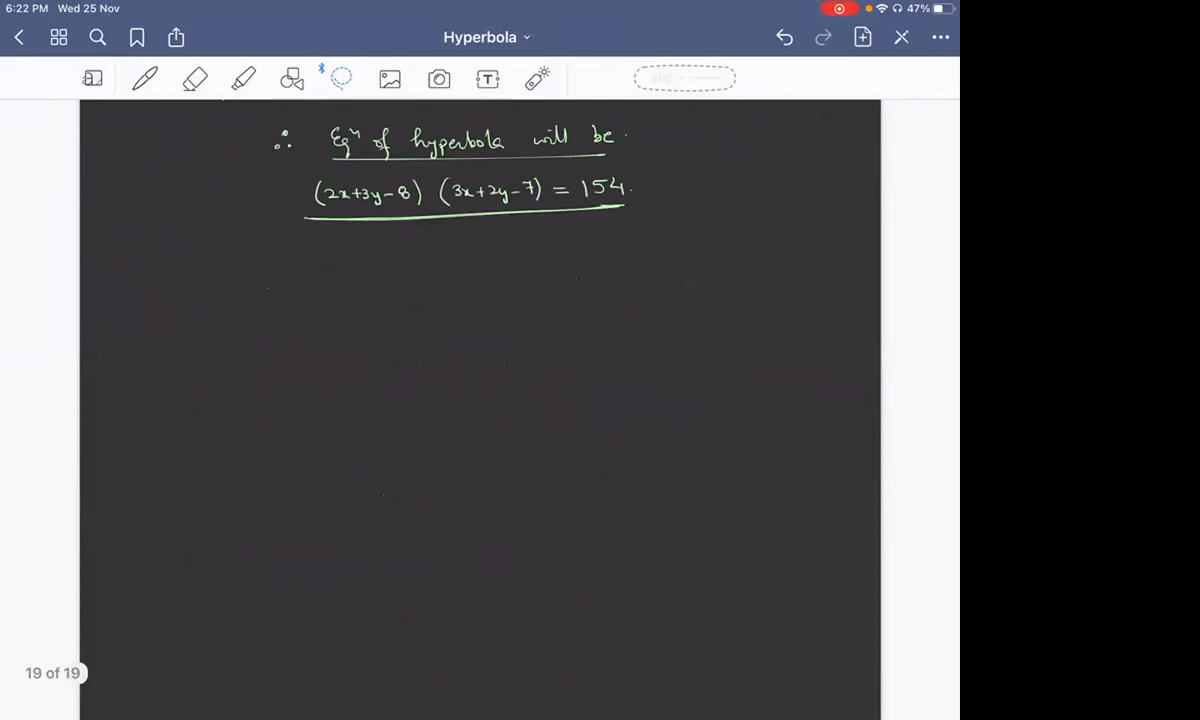 6:22 PM Wed 25 Nov
47%
Hyperbola
T
∴ Eqⁿ of hyperbola will be.
(2x+3y-8) (3x+2y-7) = 154.
19 of 19